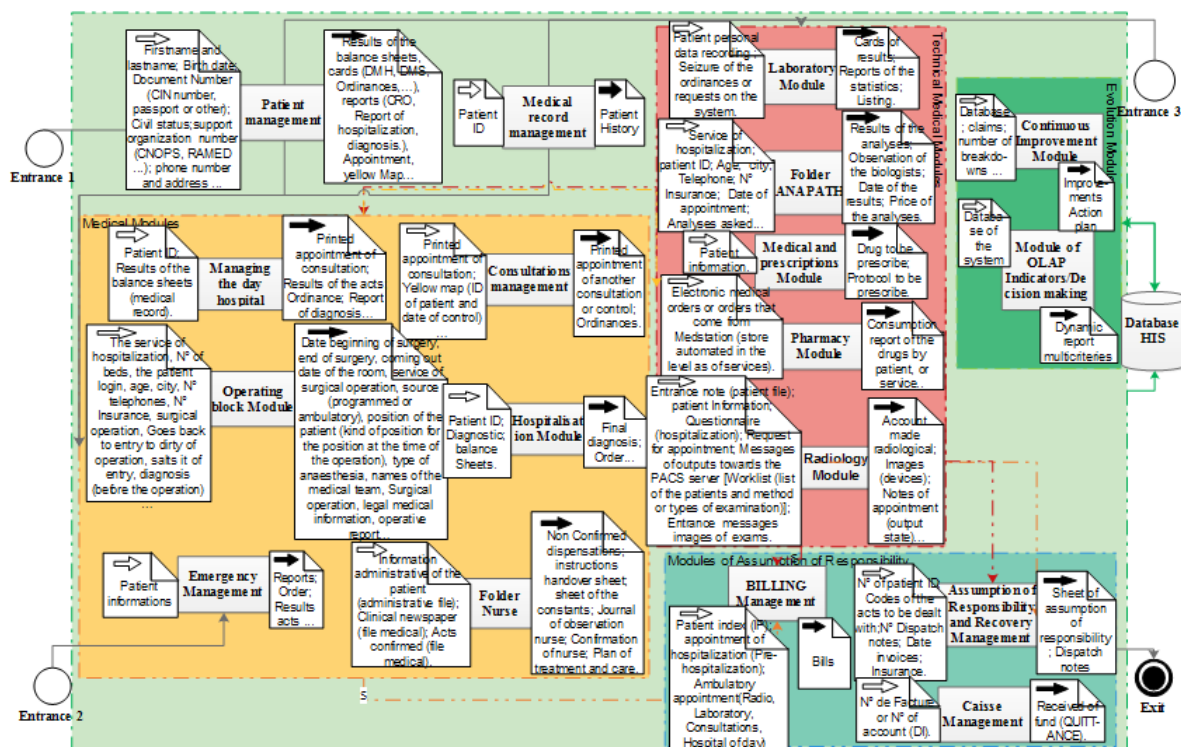 Firstname and
lastname; Birth date;
Document Number
(CIN number,
passport or other);
Civil status;support
organization number
(CNOPS, RAMED
...); phone number
and address ...
Patient
management
Results of the
balance sheets,
cards (DMH, DMS,
Ordinances,...),
reports (CRO,
Report of
hospitalization,
diagnosis.),
Appointment,
yellow Map...
Patient
ID
Medical
record management
Patient
History
Entrance 1
Entrance 3
Technical Medical Modules
Patient personal
data recording ;
Seizure of the
ordinances or
requests on the
system.
Laboratory
Module
Cards of
results;
Reports of the
statistics;
Listing.
Service of
hospitalization;
patient ID; Age, city,
Telephone; N°
Insurance; Date of
appointment;
Analyses asked...
Folder
ANAPATH
Results of the
analyses;
Observation of
the biologists;
Date of the
results; Price of
the analyses.
Patient
information.
Medical and
prescriptions Module
Drug to be
prescribe;
Protocol to be
prescribe.
Electronic medical
orders or orders that
come from
Medstation (store
automated in the
level as of services).
Pharmacy
Module
Consumption
report of the
drugs by
patient, or
service..
Entrance note (patient file);
patient Information;
Questionnaire
(hospitalization); Request
for appointment; Messages
of outputs towards the
PACS server [Worklist (list
of the patients and method
or types of examination)];
Entrance messages
images of exams.
Radiology
Module
Account
made
radiological;
Images
(devices);
Notes of
appointment
(output
state)...
Evolution Module
Database
; claims;
number of
breakdo-
wns ...
Continuous
Improvement
Module
Improve-
ments
Action
plan
Databa-
se of the
system
Module of
OLAP
Indicators/De
cision making
Dynamic
report
multicriteries
Database
HIS
Medical Modules
Patient ID;
Results of the
balance sheets
(medical
record).
Managing
the day
hospital
Printed
appointment of
consultation;
Results of the acts
Ordinance; Report
of diagnosis...
Printed
appointment of
consultation;
Yellow map (ID
of patient and
date of control)
Consultations
management
Printed
appointment
of another
consultation
or control;
Ordinances.
The service of
hospitalization, N° of
beds, the patient
login, age, city, N°
telephones, N°
Insurance, surgical
operation, Goes back
to entry to dirty of
operation, salts it of
entry, diagnosis
(before the operation)
...
Operating
block Module
Date beginning of surgery,
end of surgery, coming out
date of the room, service of
surgical operation, source
(programmed or
ambulatory), position of the
patient (kind of position for
the position at the time of
the operation), type of
anaesthesia, names of the
medical team, Surgical
operation, legal medical
information, operative
report...
Patient ID;
Diagnostic;
balance
Sheets.
Hospitalisat
ion Module
Final
diagnosis;
Order...
Patient
informations
Emergency
Management
Reports;
Order;
Results
acts ...
Information
administrative of the
patient
(administrative file);
Clinical newspaper
(file medical); Acts
confirmed (file
medical).
Folder
Nurse
Non Confirmed
dispensations;
instructions
handover sheet;
sheet of the
constants; Journal
of observation
nurse; Confirmation
of nurse; Plan of
treatment and care.
Entrance 2
S
Modules of Assumption of Responsibility
S
BILLING
Management
Patient index (IP);
appointment of
hospitalization (Pre-
hospitalization);
Ambulatory
appointment(Radio,
Laboratory,
Consultations,
Hospital of day)
Bills
N° of patient ID,
Codes of the
acts to be dealt
with;N° Dispatch
notes; Date
invoices;
Insurance.
Assumption of
Responsibility
and Recovery
Management
Sheet of
assumption
of
responsibility
; Dispatch
notes
N° de Facture
or N° of
account (DI).
Caisse
Management
Received of
fund (QUITT-
ANCE).
Exit